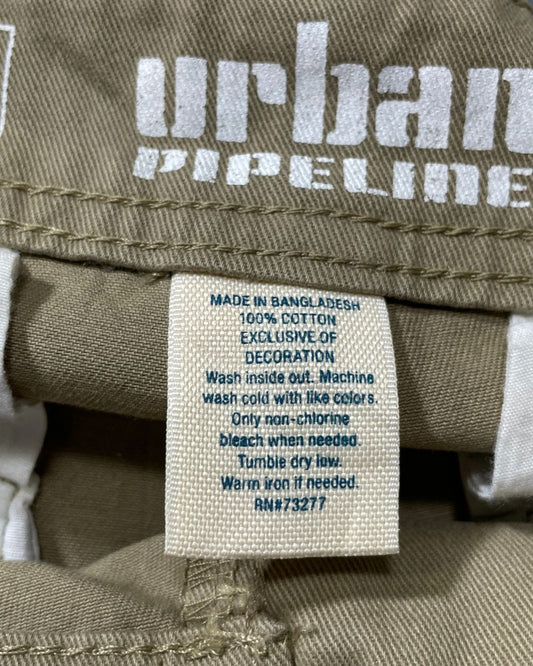 urban
PIPELINE
MADE IN BANGLADESH
100% COTTON
EXCLUSIVE OF
DECORATION
Wash inside out. Machine
wash cold with like colors.
Only non-chlorine
bleach when needed.
Tumble dry low.
Warm iron if needed.
RN#73277